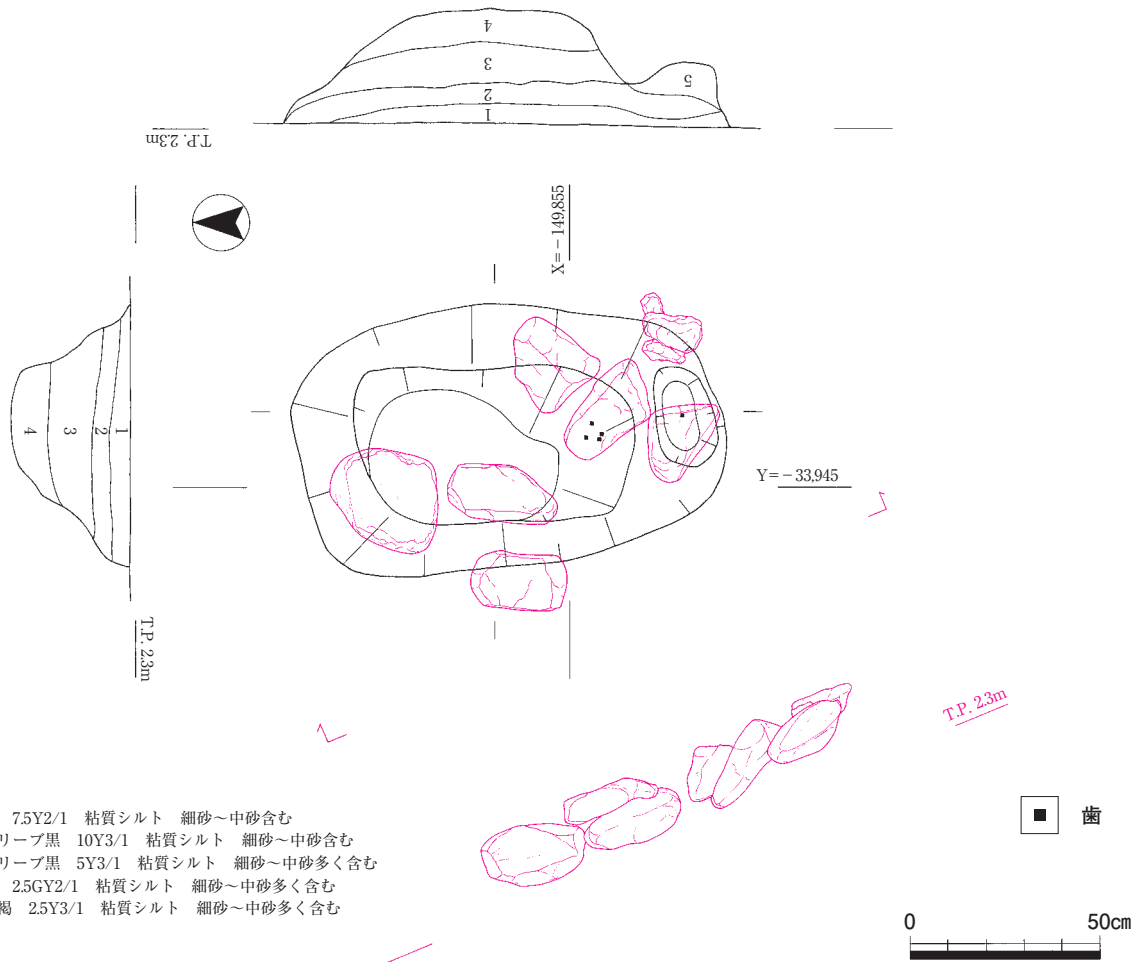 4
3
2
1
5
T.P. 2.3m
X=−149,855
4
3
2
1
Y=−33,945
T.P. 2.3m
T.P. 2.3m
7.5Y2/1　粘質シルト　細砂～中砂含む
リーブ黒　10Y3/1　粘質シルト　細砂～中砂含む
リーブ黒　5Y3/1　粘質シルト　細砂～中砂多く含む
2.5GY2/1　粘質シルト　細砂～中砂多く含む
褐　2.5Y3/1　粘質シルト　細砂～中砂多く含む
歯
0 50cm